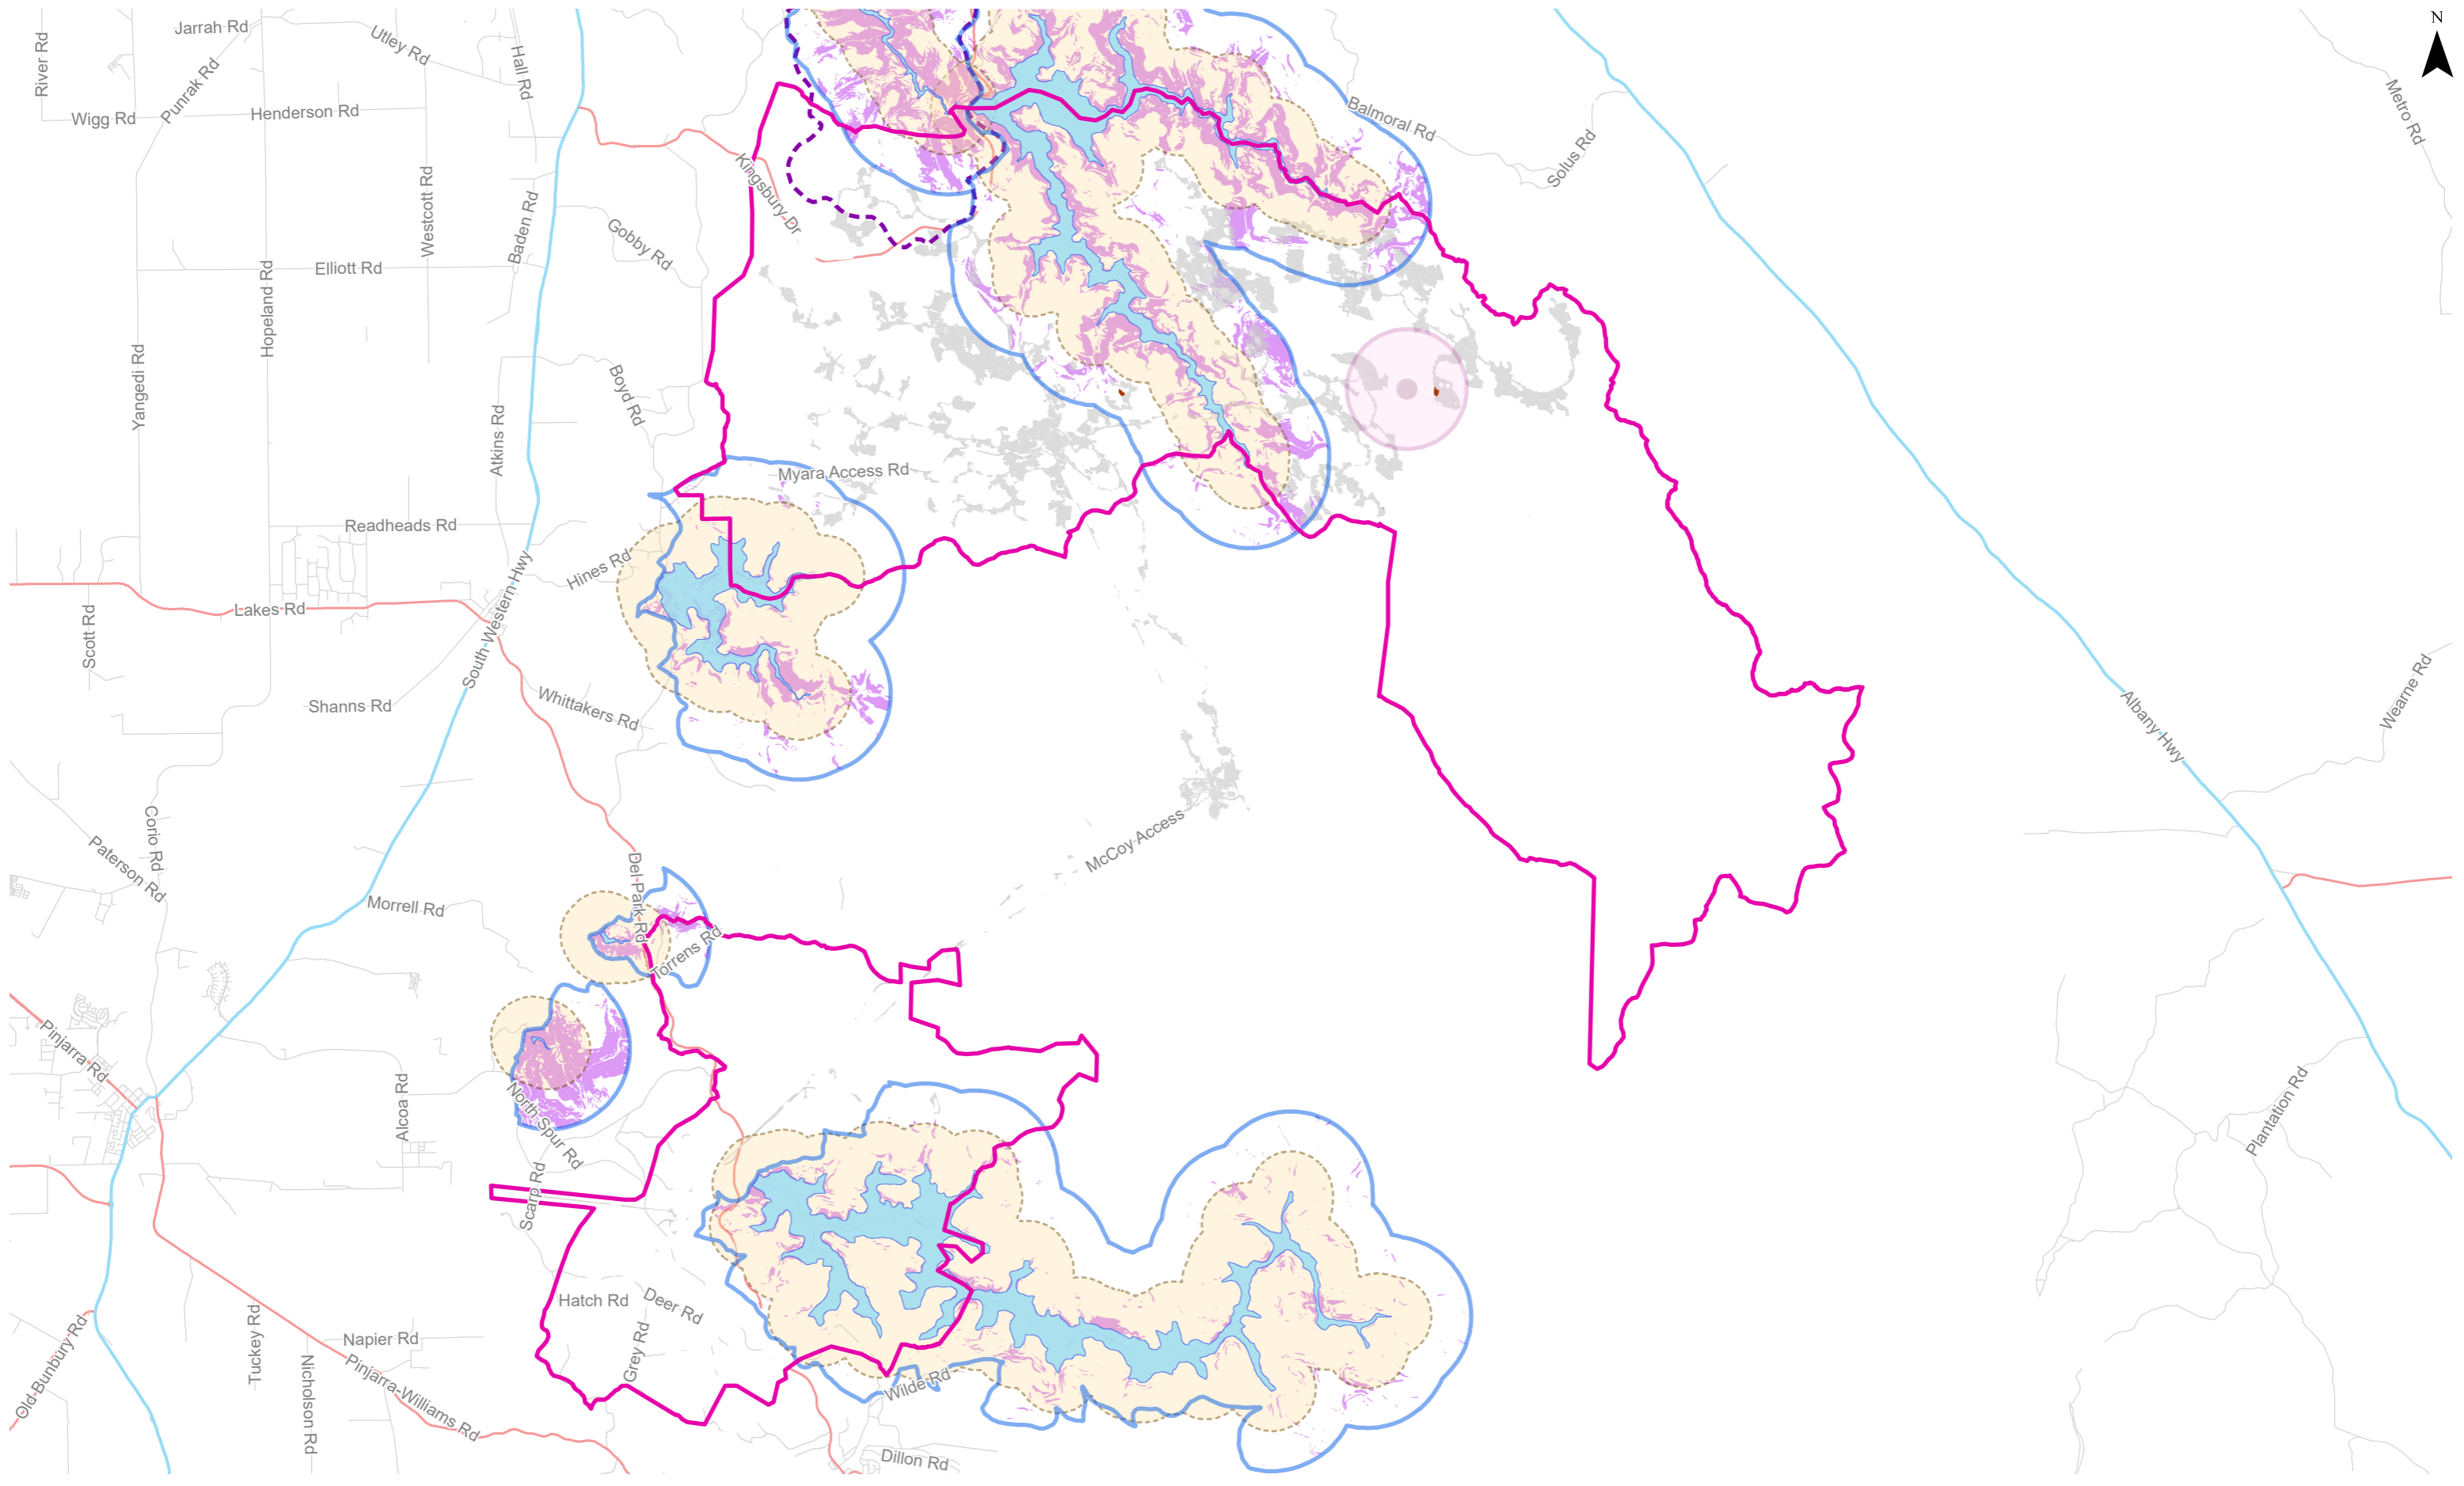 N
Jarrah Rd
Utley Rd
Hall Rd
River Rd
Punrak Rd
Wigg Rd
Henderson Rd
Balmoral Rd
Metro Rd
Solus Rd
Kingsbury Dr
Westcott Rd
Baden Rd
Gobby Rd
Elliott Rd
Hopeland Rd
Yangedi Rd
Boyd Rd
Atkins Rd
Myara Access Rd
Readheads Rd
Hines Rd
Lakes Rd
Scott Rd
South Western Hwy
Shanns Rd
Whittakers Rd
Wearne Rd
Albany Hwy
Corio Rd
Paterson Rd
McCoy Access
Del Park Rd
Morrell Rd
Torrens Rd
Pinjarra Rd
Alcoa Rd
North Spur Rd
Plantation Rd
Scarp Rd
Hatch Rd
Deer Rd
Old Bunbury Rd
Tuckey Rd
Napier Rd
Grey Rd
Nicholson Rd
Pinjarra-Williams Rd
Wilde Rd
Dillon Rd